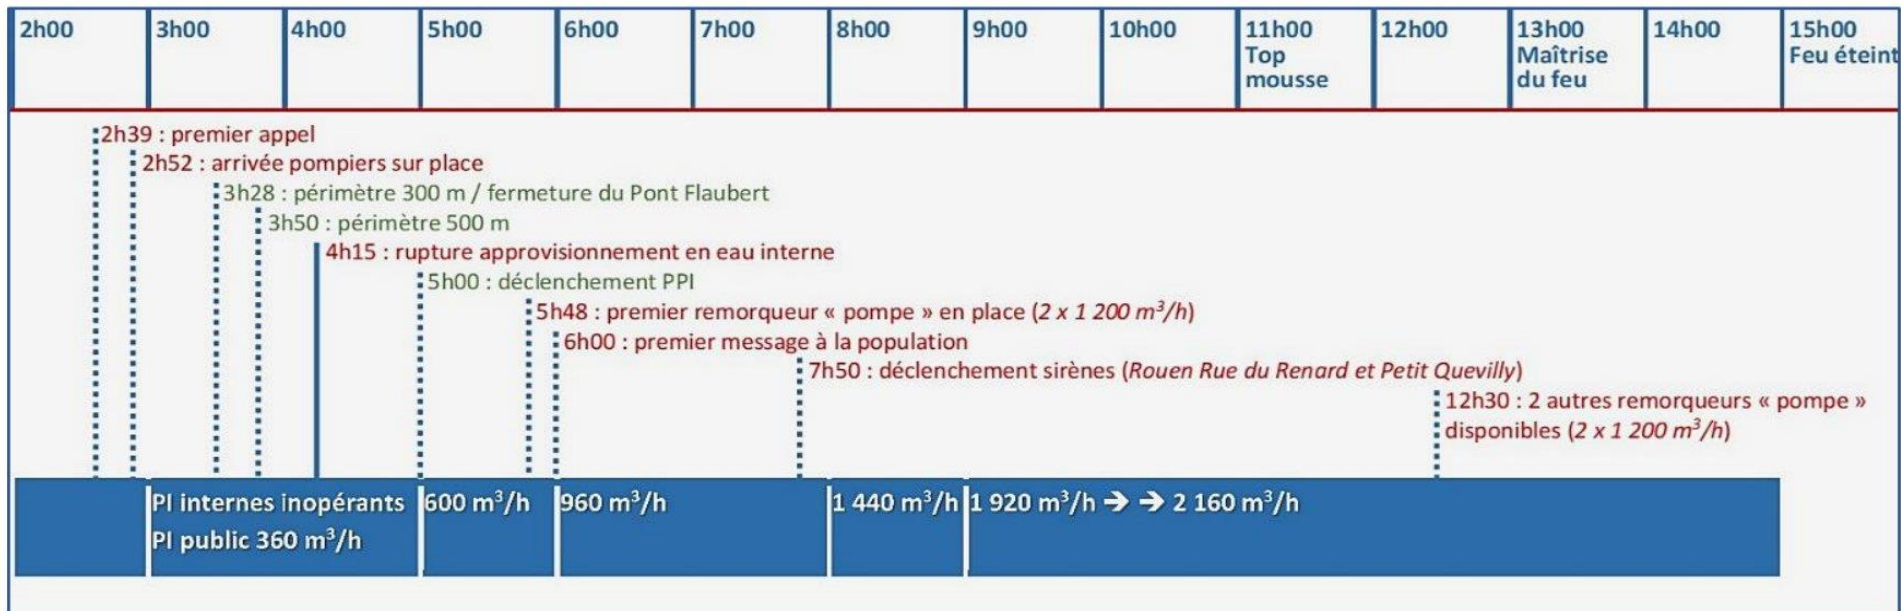 2h00
3h00
4h00
5h00
6h00
7h00
8h00
9h00
10h00
11h00
Top
mousse
12h00
13h00
Maîtrise
du feu
14h00
15h00
Feu éteint
2h39 : premier appel
2h52 : arrivée pompiers sur place
3h28 : périmètre 300 m / fermeture du Pont Flaubert
3h50 : périmètre 500 m
4h15 : rupture approvisionnement en eau interne
5h00 : déclenchement PPI
5h48 : premier remorqueur « pompe » en place (2 x 1 200 m³/h)
6h00 : premier message à la population
7h50 : déclenchement sirènes (Rouen Rue du Renard et Petit Quevilly)
12h30 : 2 autres remorqueurs « pompe »
disponibles (2 x 1 200 m³/h)
PI internes inopérants
PI public 360 m³/h
600 m³/h
960 m³/h
1 440 m³/h
1 920 m³/h ➔ ➔ 2 160 m³/h